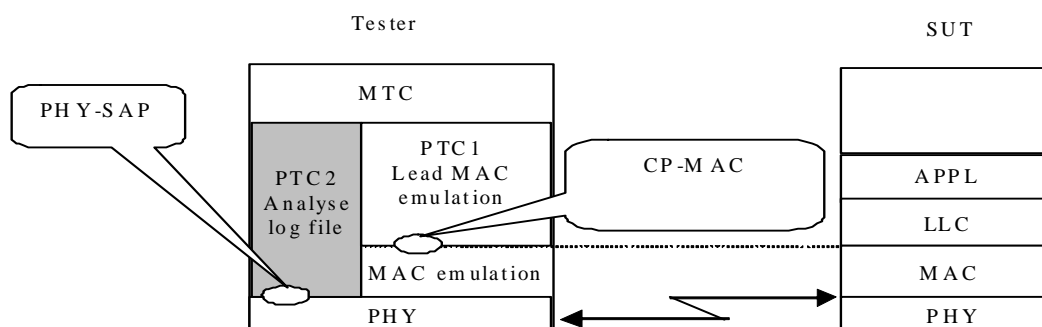 Tester
SUT
MTC
PHY-SAP
PTC1
Lead MAC
emulation
CP-MAC
PTC2
Analyse
log file
APPL
LLC
MAC emulation
MAC
PHY
PHY